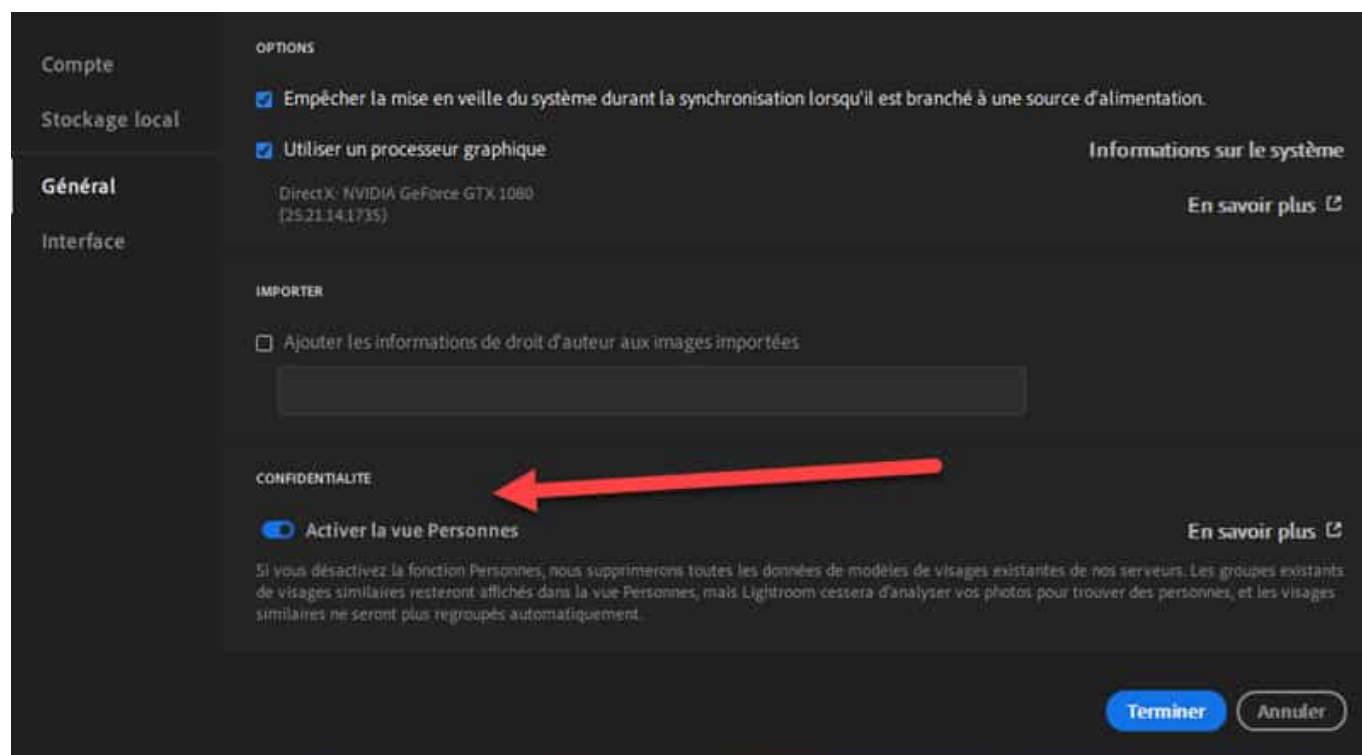 Compte
Stockage local
Général
Interface
OPTIONS
Empêcher la mise en veille du système durant la synchronisation lorsqu'il est branché à une source d'alimentation.
Utiliser un processeur graphique
Informations sur le système
DirectX: NVIDIA GeForce GTX 1080
(25.21.14.1735)
En savoir plus
IMPORTER
Ajouter les informations de droit d'auteur aux images importées
CONFIDENTIALITE
Activer la vue Personnes
En savoir plus
Si vous désactivez la fonction Personnes, nous supprimerons toutes les données de modèles de visages existantes de nos serveurs. Les groupes existants
de visages similaires resteront affichés dans la vue Personnes, mais Lightroom cessera d'analyser vos photos pour trouver des personnes, et les visages
similaires ne seront plus regroupés automatiquement.
Terminer
Annuler